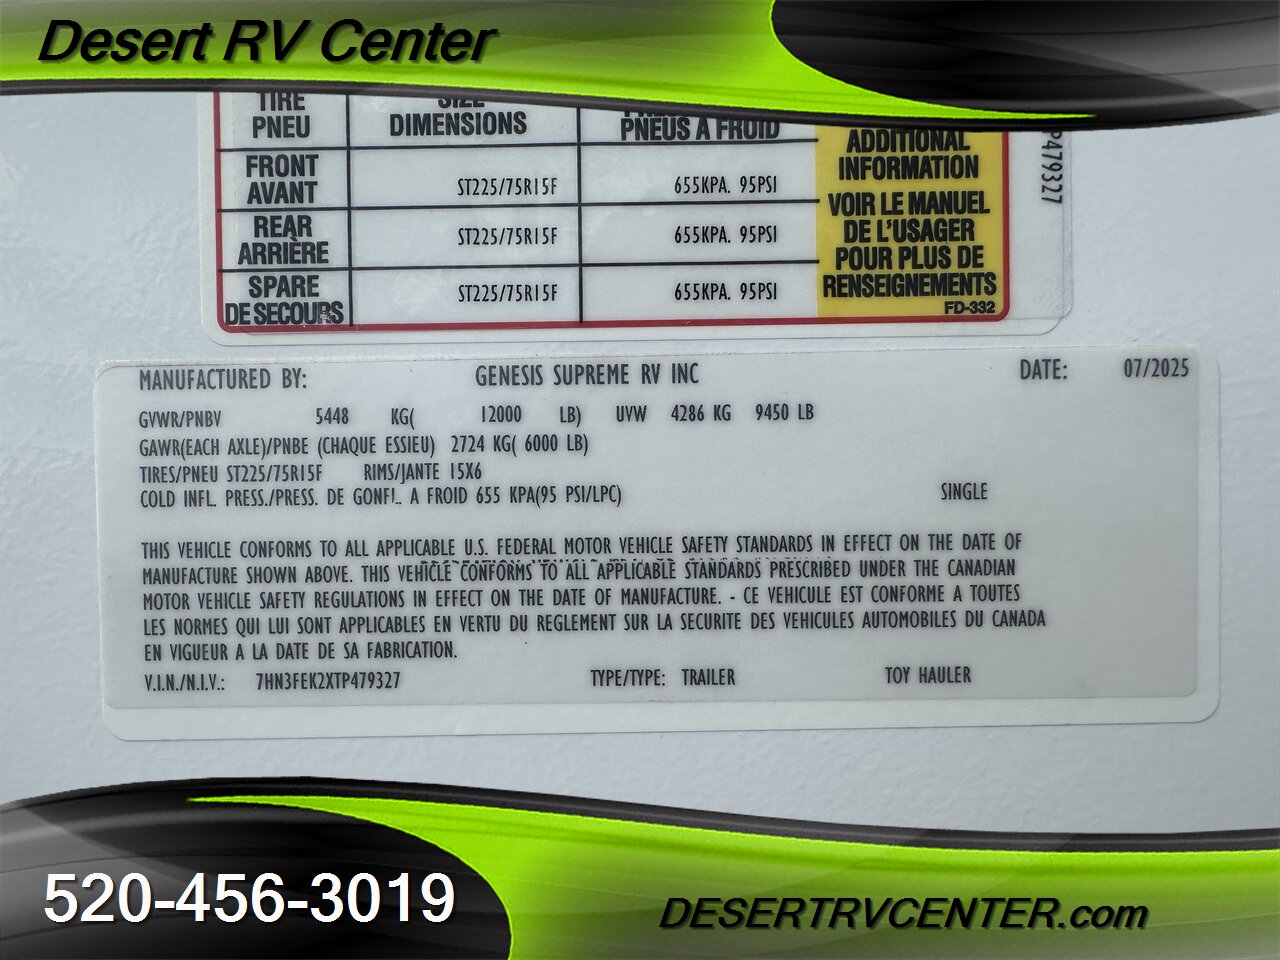 Desert RV Center
TIRE SIZE
PNEU DIMENSIONS PNEUS A FROID
ADDITIONAL
INFORMATION
VOIR LE MANUEL
DE L'USAGER
POUR PLUS DE
RENSEIGNEMENTS
FD-332
FRONT
AVANT ST225/75R15F 655KPA. 95PSI
REAR
ARRIÈRE ST225/75R15F 655KPA. 95PSI
SPARE
DE SECOURS ST225/75R15F 655KPA. 95PSI
P479327
MANUFACTURED BY: GENESIS SUPREME RV INC DATE: 07/2025
GVWR/PNBV 5448 KG( 12000 LB) UVW 4286 KG 9450 LB
GAWR(EACH AXLE)/PNBE (CHAQUE ESSIEU) 2724 KG( 6000 LB)
TIRES/PNEU ST225/75R15F RIMS/JANTE 15X6
COLD INFL. PRESS./PRESS. DE GONFL. A FROID 655 KPA(95 PSI/LPC) SINGLE
THIS VEHICLE CONFORMS TO ALL APPLICABLE U.S. FEDERAL MOTOR VEHICLE SAFETY STANDARDS IN EFFECT ON THE DATE OF
MANUFACTURE SHOWN ABOVE. THIS VEHICLE CONFORMS TO ALL APPLICABLE STANDARDS PRESCRIBED UNDER THE CANADIAN
MOTOR VEHICLE SAFETY REGULATIONS IN EFFECT ON THE DATE OF MANUFACTURE. - CE VEHICULE EST CONFORME A TOUTES
LES NORMES QUI LUI SONT APPLICABLES EN VERTU DU REGLEMENT SUR LA SECURITE DES VEHICULES AUTOMOBILES DU CANADA
EN VIGUEUR A LA DATE DE SA FABRICATION.
V.I.N./N.I.V.: 7HN3FEK2XTP479327 TYPE/TYPE: TRAILER TOY HAULER
520-456-3019
DESERTRVCENTER.com